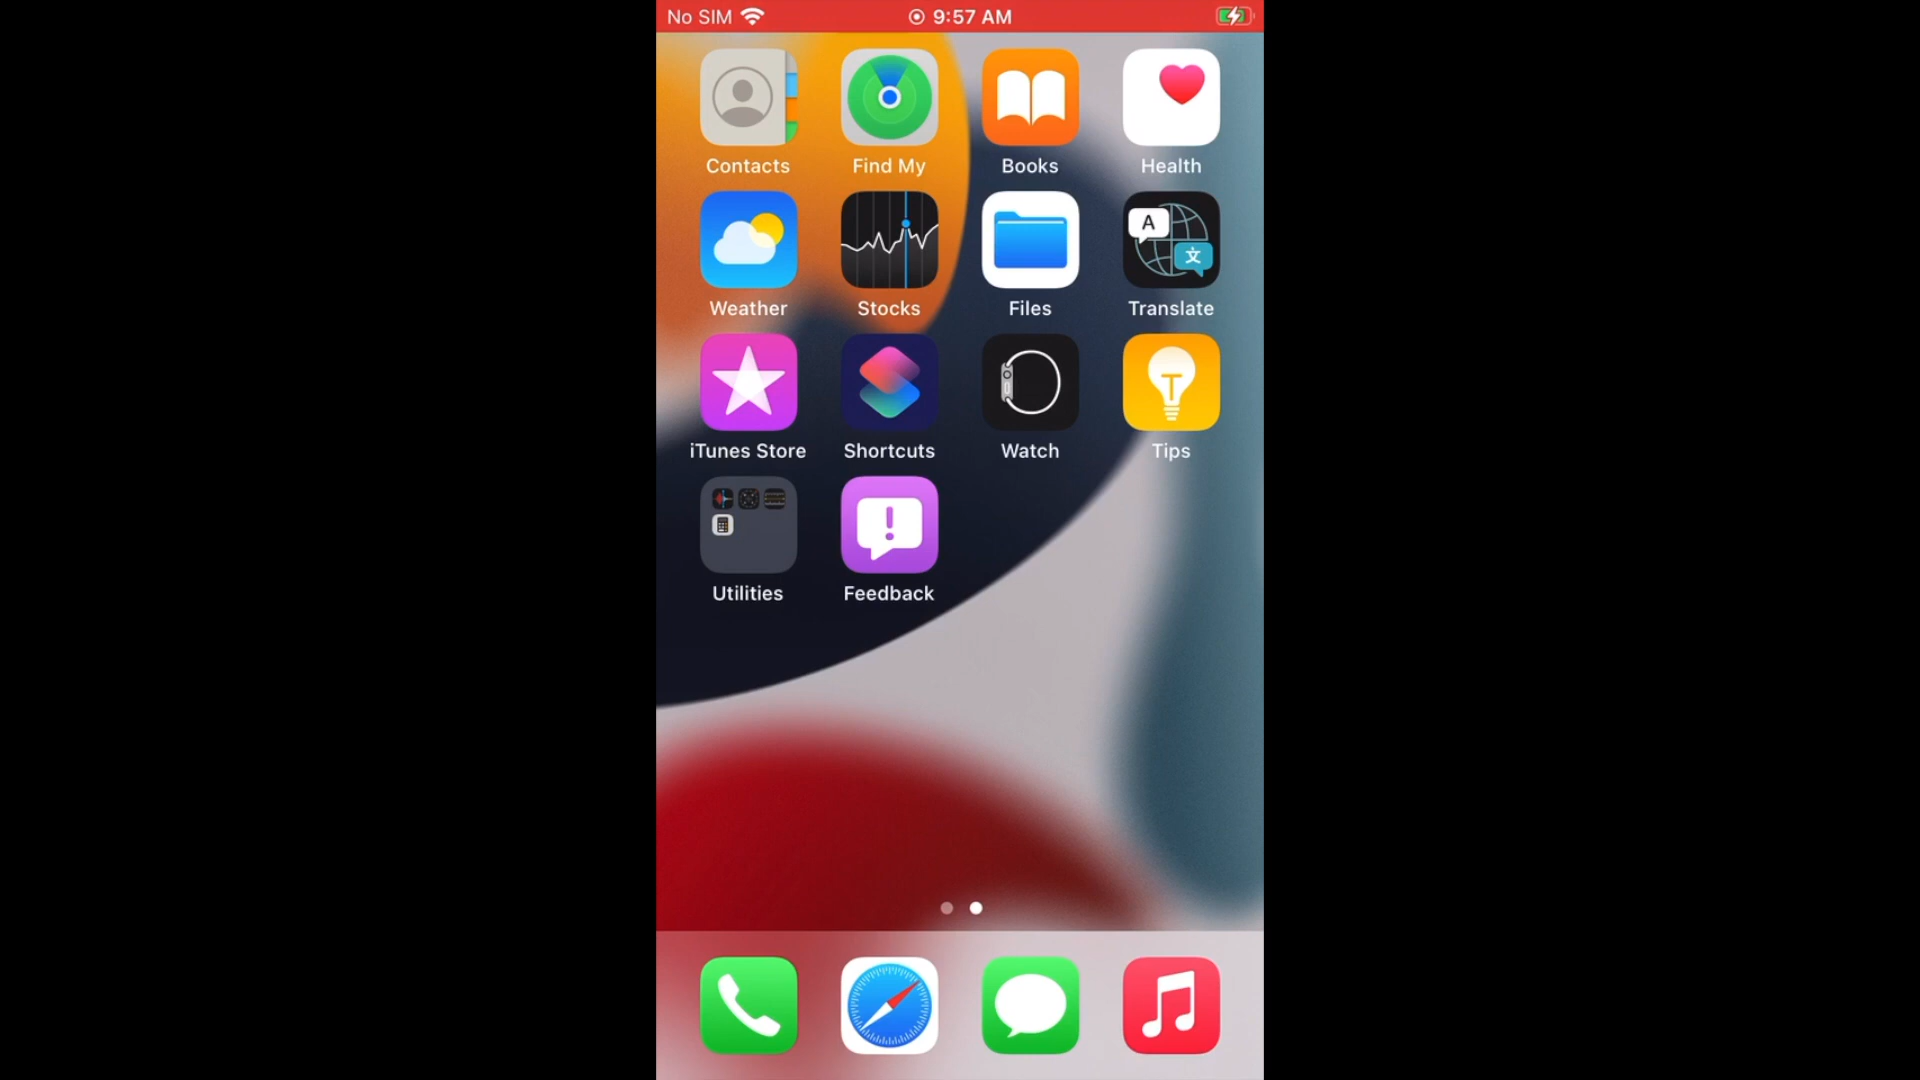 No SIM 9:57 AM
Contacts Find My Books Health
A
文
Weather Stocks Files Translate
T
iTunes Store Shortcuts Watch Tips
!
Utilities Feedback